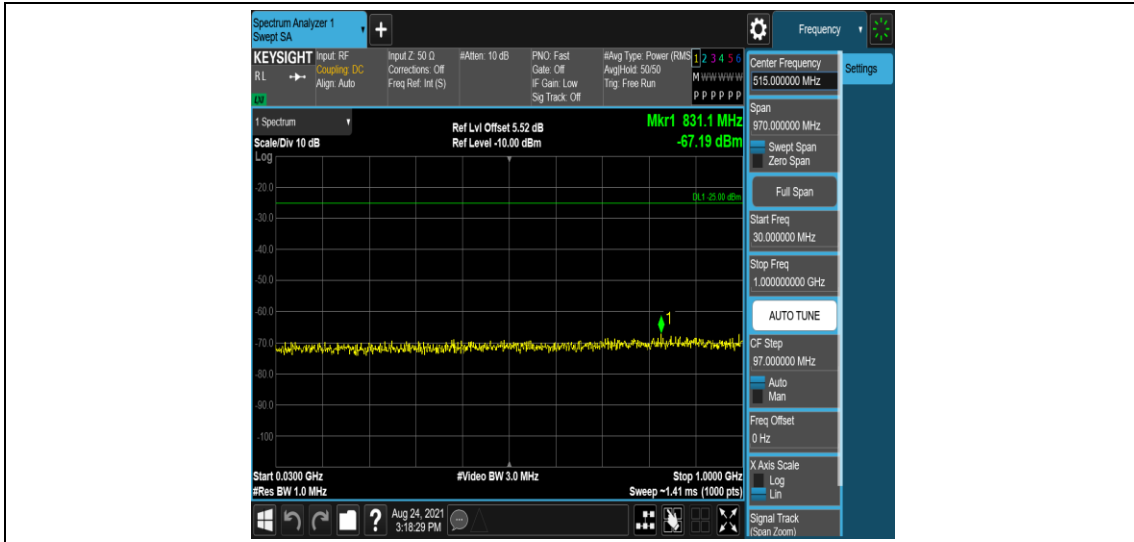 Spectrum Analyzer 1
Swept SA
Frequency
KEYSIGHT
RL
Input: RF
Coupling: DC
Align: Auto
Input Z: 50 Ω
Corrections: Off
Freq Ref: Int (S)
#Atten: 10 dB
PNO: Fast
Gate: Off
IF Gain: Low
Sig Track: Off
#Avg Type: Power (RMS
Avg|Hold: 50/50
Trig: Free Run
1 2 3 4 5 6
M W W W W W
P P P P P P
1 Spectrum
Scale/Div 10 dB
Log
Ref Lvl Offset 5.52 dB
Ref Level -10.00 dBm
Mkr1 831.1 MHz
-67.19 dBm
DL1 -25.00 dBm
-20.0
-30.0
-40.0
-50.0
-60.0
-70.0
-80.0
-90.0
-100
1
Start 0.0300 GHz
#Res BW 1.0 MHz
#Video BW 3.0 MHz
Stop 1.0000 GHz
Sweep ~1.41 ms (1000 pts)
Aug 24, 2021
3:18:29 PM
Center Frequency
515.000000 MHz
Settings
Span
970.000000 MHz
Swept Span
Zero Span
Full Span
Start Freq
30.000000 MHz
Stop Freq
1.000000000 GHz
AUTO TUNE
CF Step
97.000000 MHz
Auto
Man
Freq Offset
0 Hz
X Axis Scale
Log
Lin
Signal Track
(Span Zoom)